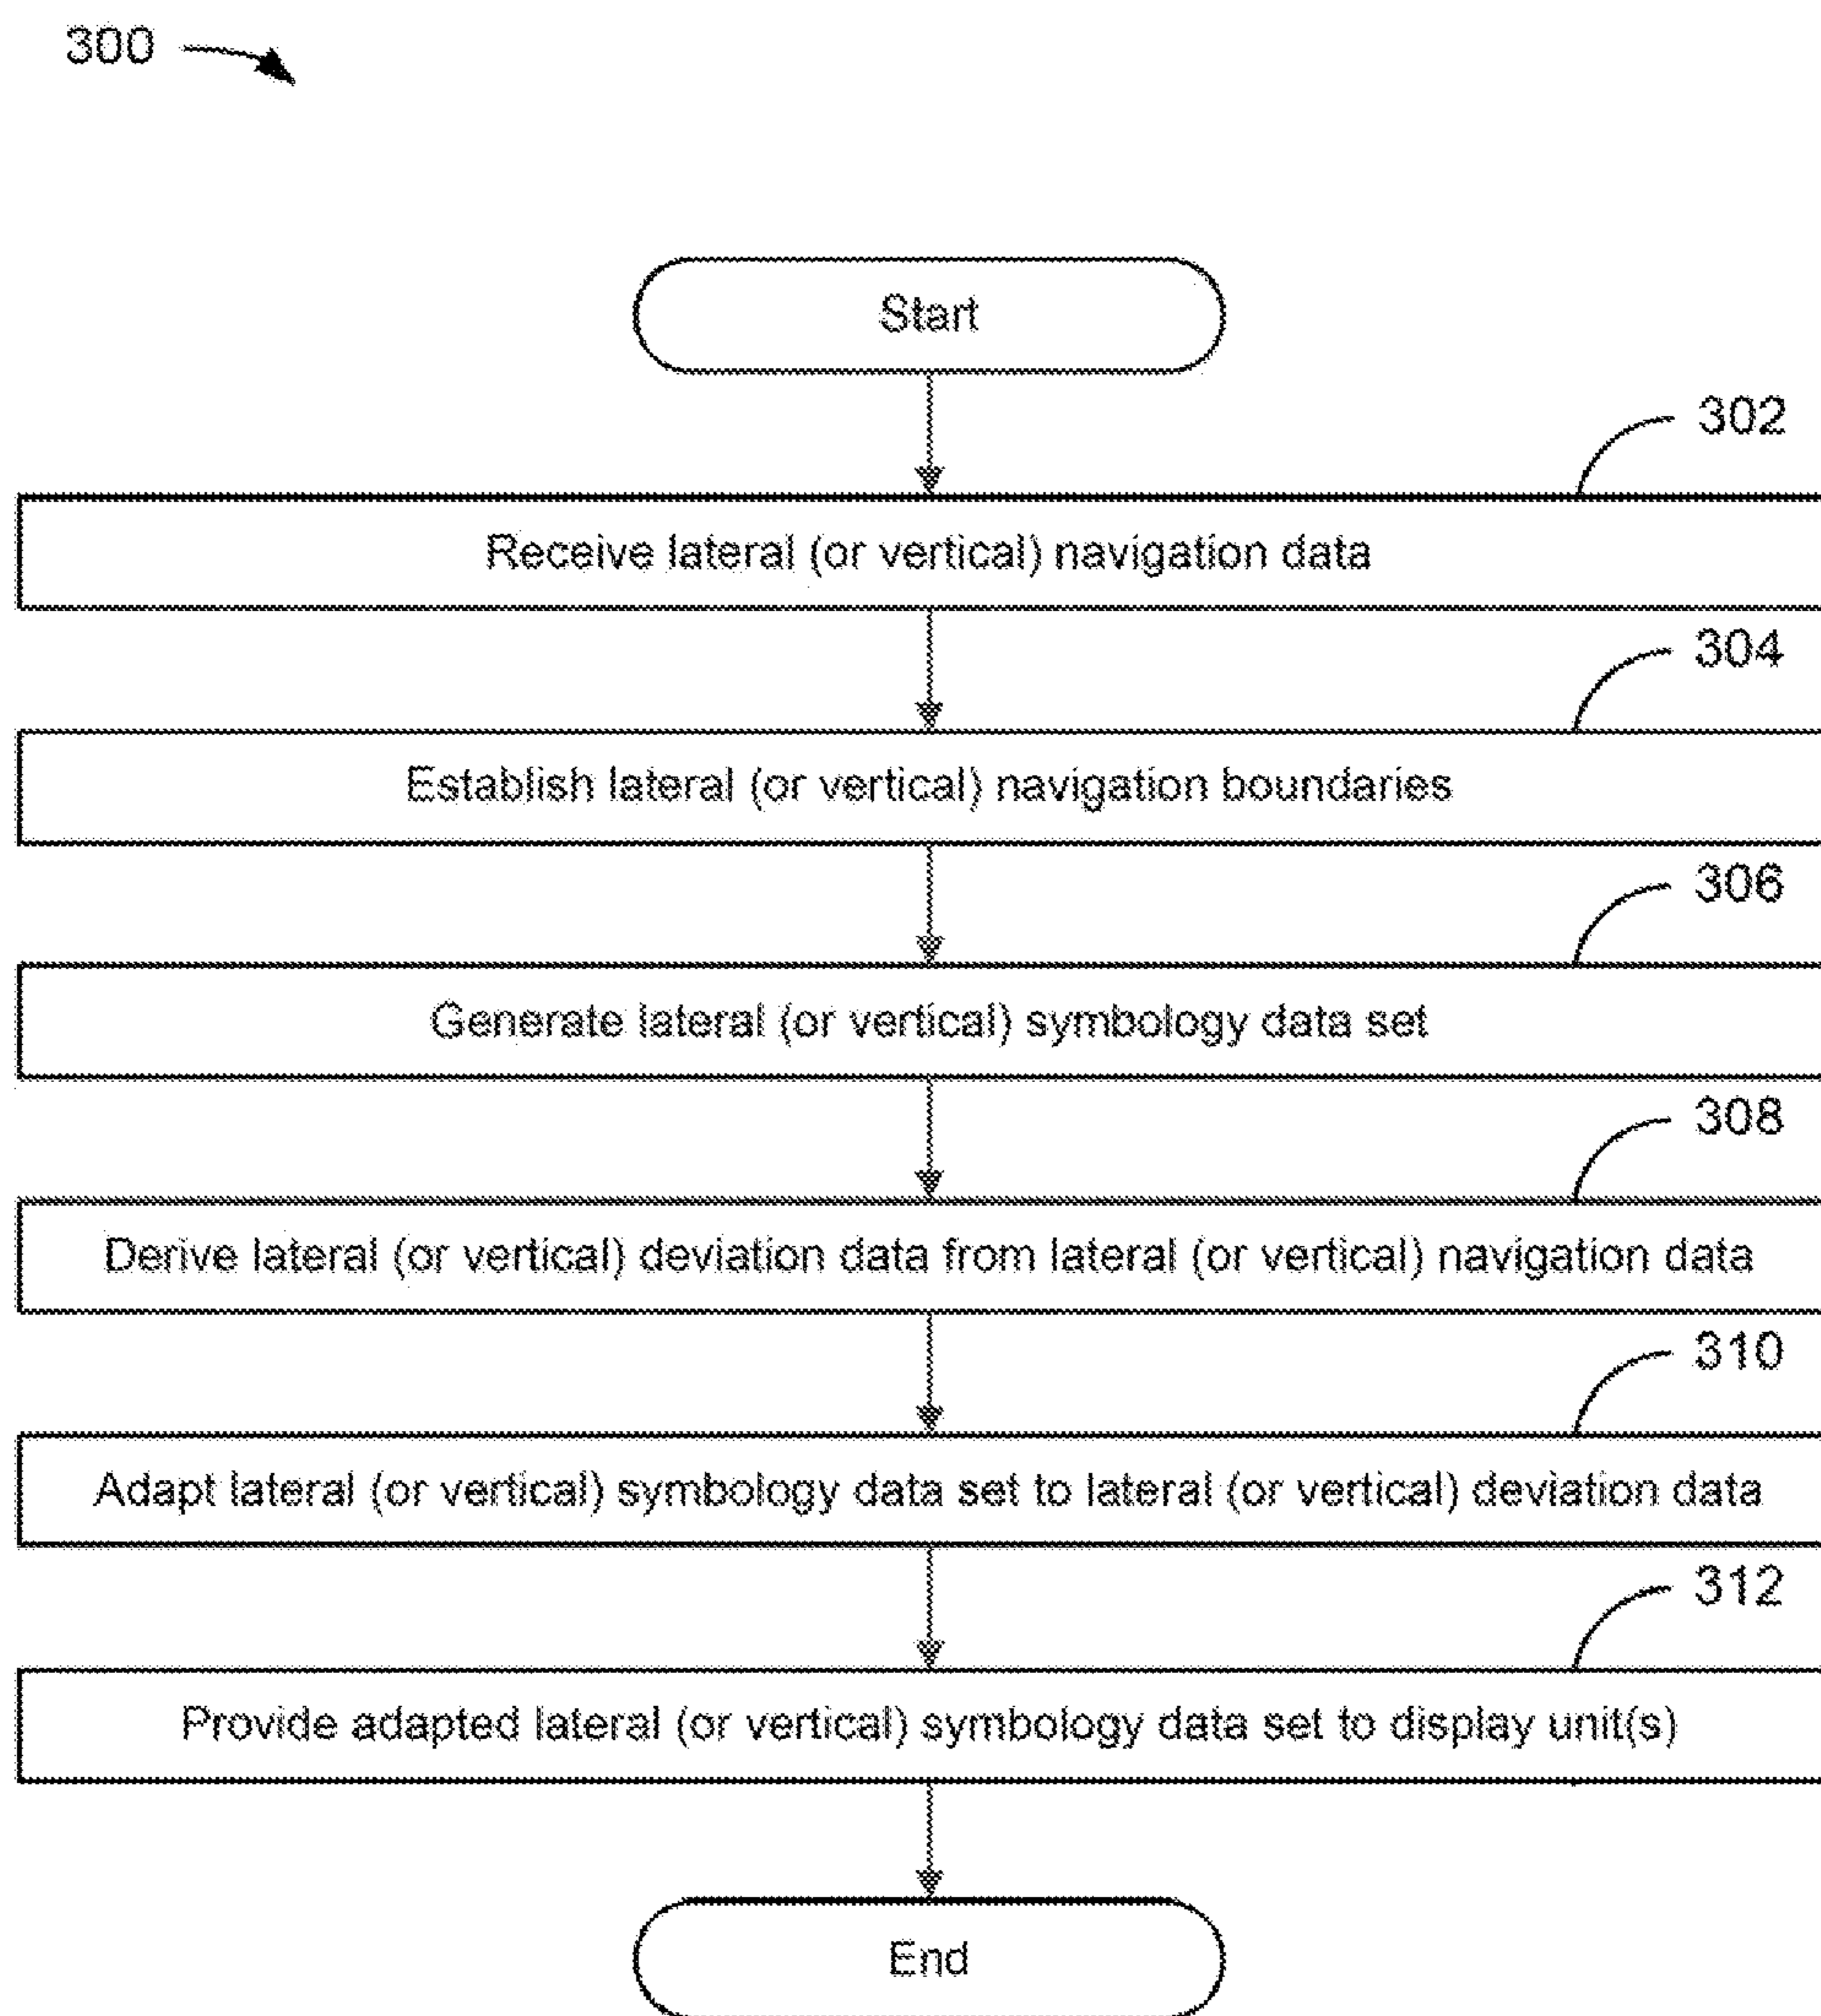 300
Start
302
Receive lateral (or vertical) navigation data
304
Establish lateral (or vertical) navigation boundaries
306
Generate lateral (or vertical) symbology data set
308
Derive lateral (or vertical) deviation data from lateral (or vertical) navigation data
310
Adapt lateral (or vertical) symbology data set to lateral (or vertical) deviation data
312
Provide adapted lateral (or vertical) symbology data set to display unit(s)
End